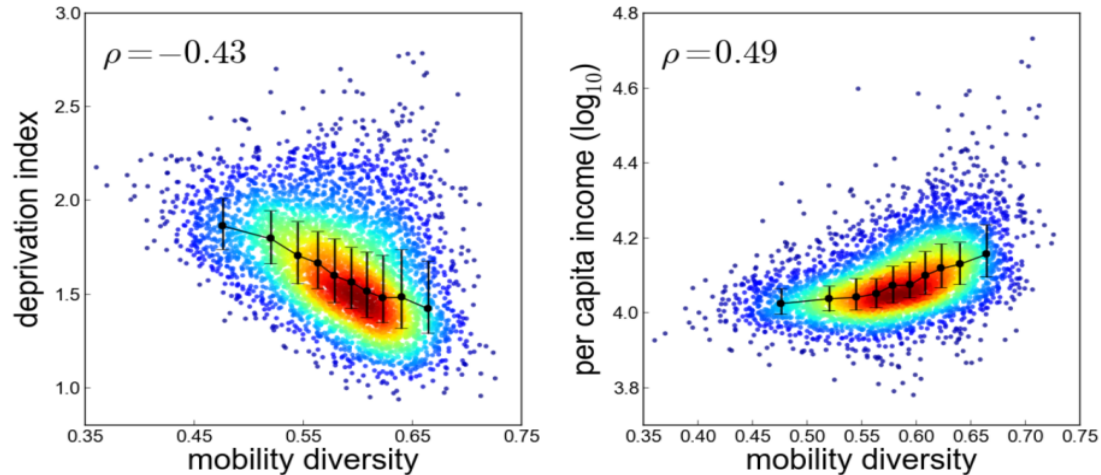 ρ=−0.43
deprivation index
3.0
2.5
2.0
1.5
1.0
0.35 0.45 0.55 0.65 0.75
mobility diversity
ρ=0.49
per capita income (log₁₀)
4.8
4.6
4.4
4.2
4.0
3.8
0.35 0.40 0.45 0.50 0.55 0.60 0.65 0.70 0.75
mobility diversity